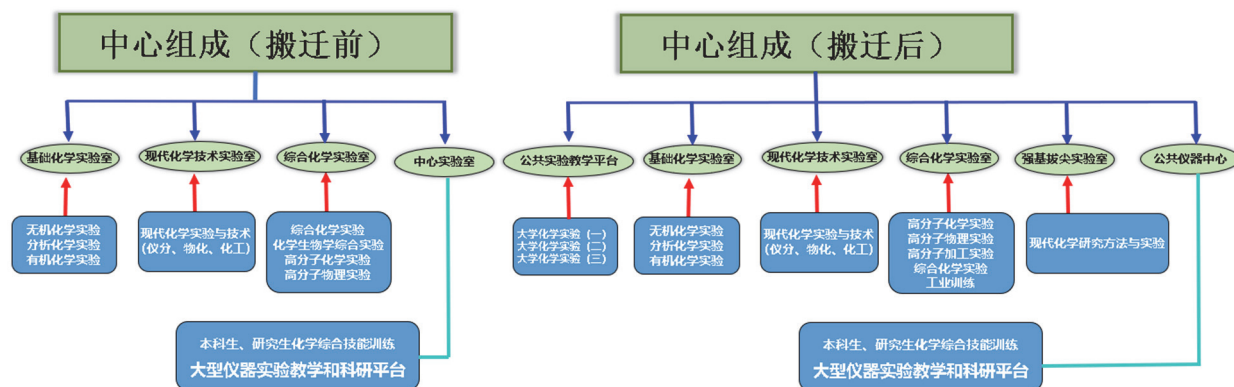 中心组成（搬迁前）
基础化学实验室
现代化学技术实验室
综合化学实验室
中心实验室
无机化学实验
分析化学实验
有机化学实验
现代化学实验与技术
(仪分、物化、化工)
综合化学实验
化学生物学综合实验
高分子化学实验
高分子物理实验
本科生、研究生化学综合技能训练
大型仪器实验教学和科研平台
中心组成（搬迁后）
公共实验教学平台
基础化学实验室
现代化学技术实验室
综合化学实验室
强基拔尖实验室
公共仪器中心
大学化学实验（一）
大学化学实验（二）
大学化学实验（三）
无机化学实验
分析化学实验
有机化学实验
现代化学实验与技术
(仪分、物化、化工)
高分子化学实验
高分子物理实验
高分子加工实验
综合化学实验
工业训练
现代化学研究方法与实验
本科生、研究生化学综合技能训练
大型仪器实验教学和科研平台